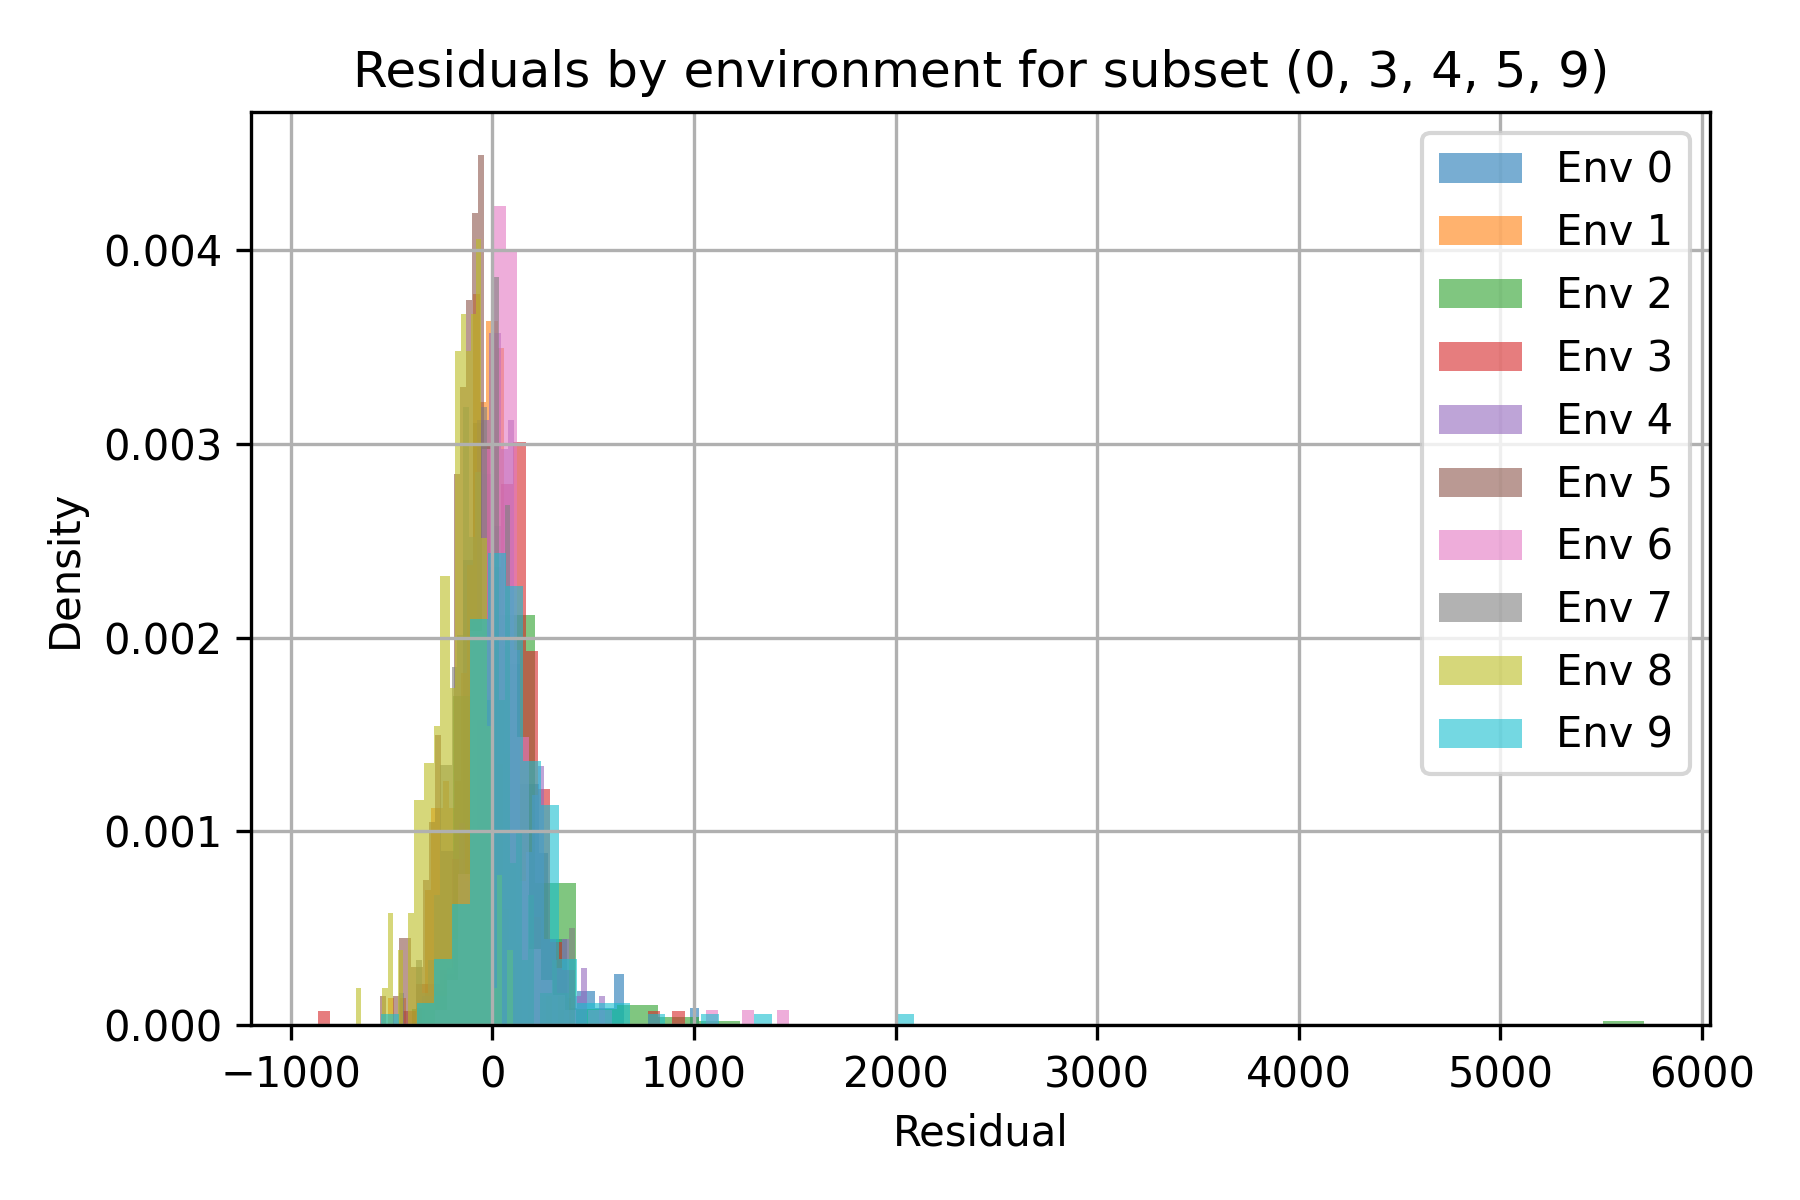 Residuals by environment for subset (0, 3, 4, 5, 9)
Density
0.004
0.003
0.002
0.001
0.000
−1000
0
1000
2000
3000
4000
5000
6000
Residual
Env 0
Env 1
Env 2
Env 3
Env 4
Env 5
Env 6
Env 7
Env 8
Env 9